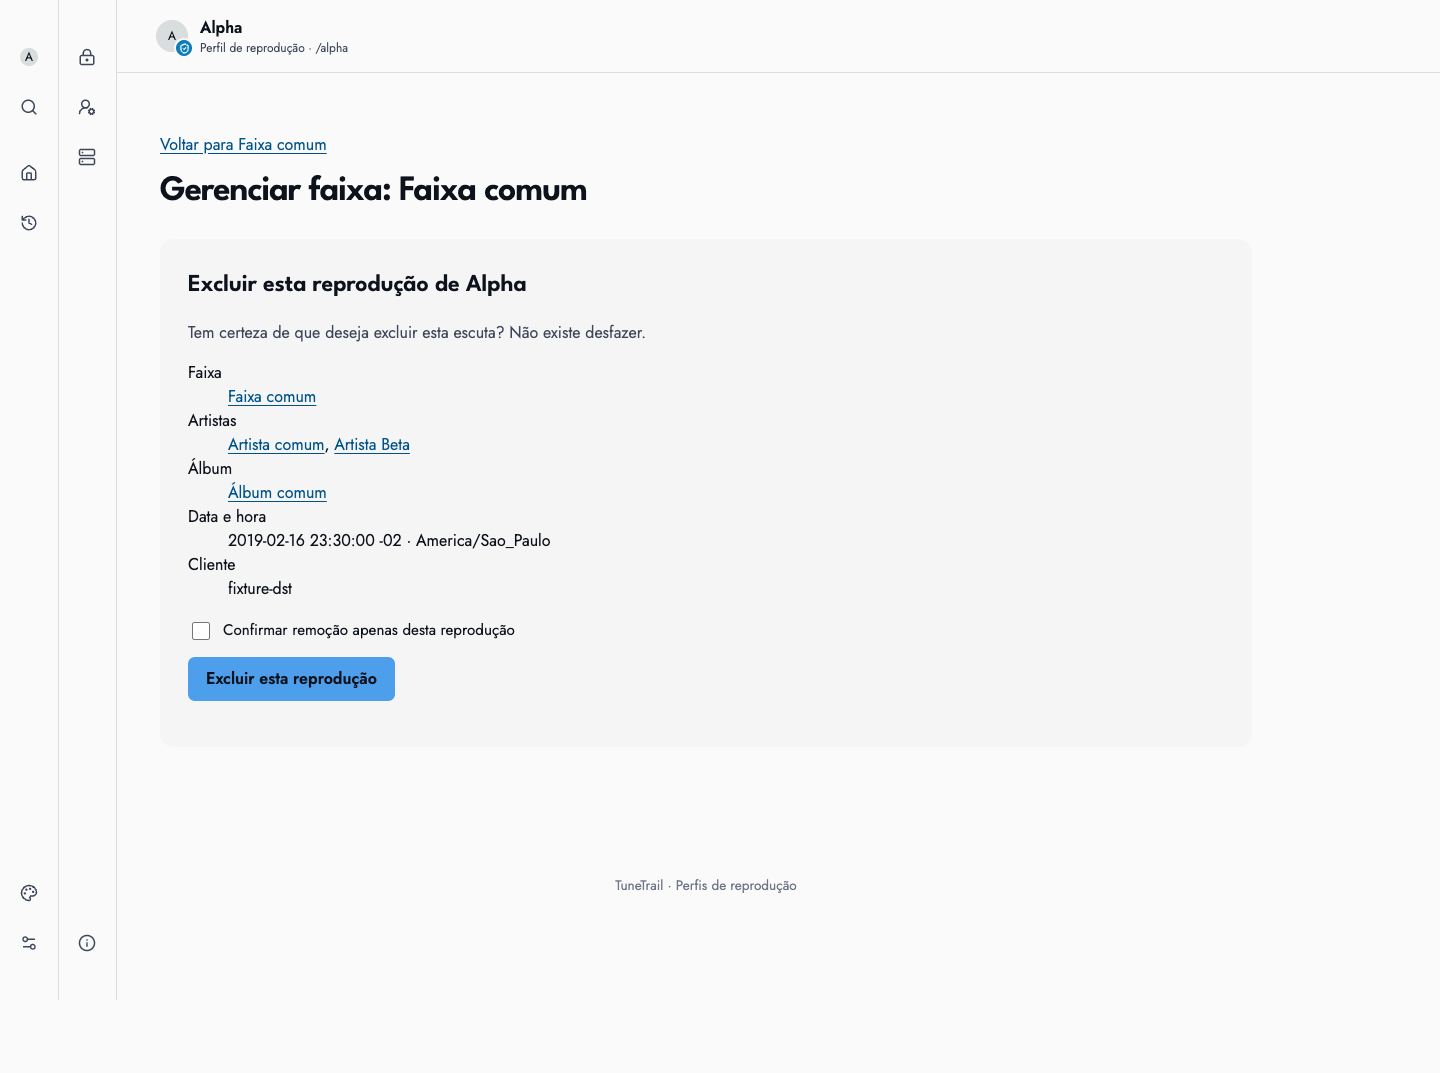 A
Alpha
Perfil de reprodução · /alpha
A
Voltar para Faixa comum
Gerenciar faixa: Faixa comum
Excluir esta reprodução de Alpha
Tem certeza de que deseja excluir esta escuta? Não existe desfazer.
Faixa
Faixa comum
Artistas
Artista comum, Artista Beta
Álbum
Álbum comum
Data e hora
2019-02-16 23:30:00 -02 · America/Sao_Paulo
Cliente
fixture-dst
Confirmar remoção apenas desta reprodução
Excluir esta reprodução
TuneTrail · Perfis de reprodução